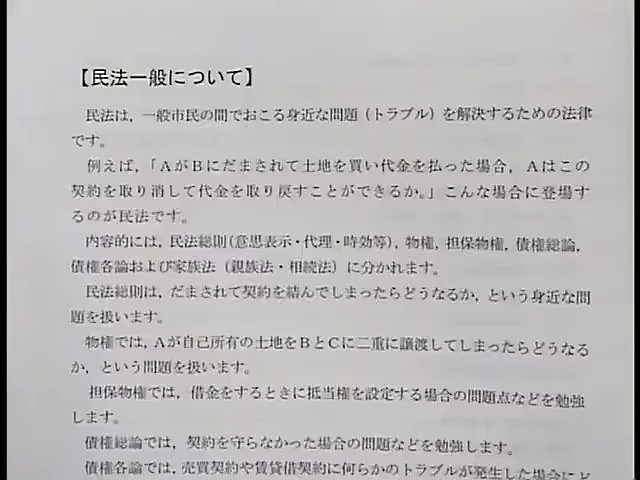 【民法一般について】
民法は，一般市民の間でおこる身近な問題（トラブル）を解決するための法律
です。
例えば，「ＡがＢにだまされて土地を買い代金を払った場合，Ａはこの
契約を取り消して代金を取り戻すことができるか。」こんな場合に登場す
るのが民法です。
内容的には，民法総則（意思表示・代理・時効等），物権，担保物権，債権総論，
債権各論および家族法（親族法・相続法）に分かれます。
民法総則は，だまされて契約を結んでしまったらどうなるか，という身近な問
題を扱います。
物権では，Ａが自己所有の土地をＢとＣに二重に譲渡してしまったらどうなる
か，という問題を扱います。
担保物権では，借金をするときに抵当権を設定する場合の問題点などを勉強
します。
債権総論では，契約を守らなかった場合の問題などを勉強します。
債権各論では，売買契約や賃貸借契約に何らかのトラブルが発生した場合にど